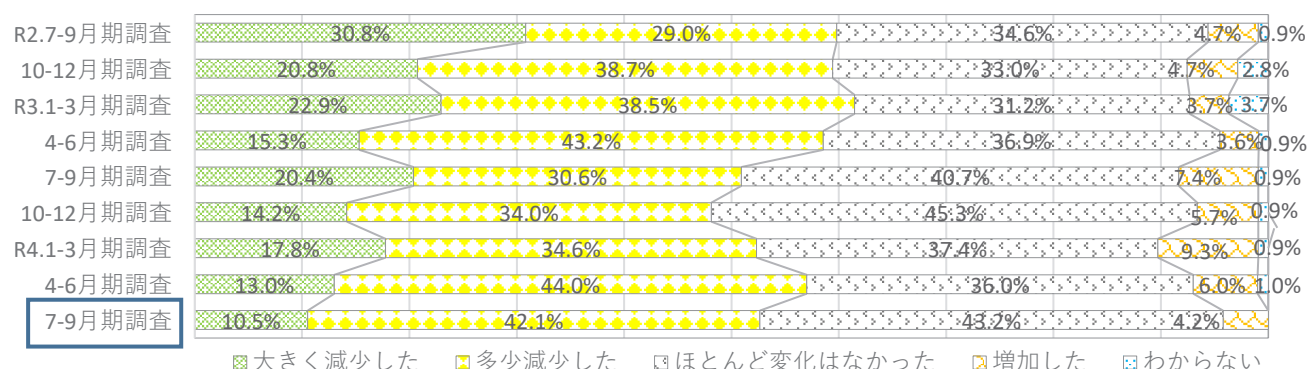 R2.7-9月期調査 30.8% 29.0% 34.6% 4.7% 0.9%
10-12月期調査 20.8% 38.7% 33.0% 4.7% 2.8%
R3.1-3月期調査 22.9% 38.5% 31.2% 3.7% 3.7%
4-6月期調査 15.3% 43.2% 36.9% 3.6% 0.9%
7-9月期調査 20.4% 30.6% 40.7% 7.4% 0.9%
10-12月期調査 14.2% 34.0% 45.3% 5.7% 0.9%
R4.1-3月期調査 17.8% 34.6% 37.4% 9.3% 0.9%
4-6月期調査 13.0% 44.0% 36.0% 6.0% 1.0%
7-9月期調査 10.5% 42.1% 43.2% 4.2%
大きく減少した 多少減少した ほとんど変化はなかった 増加した わからない